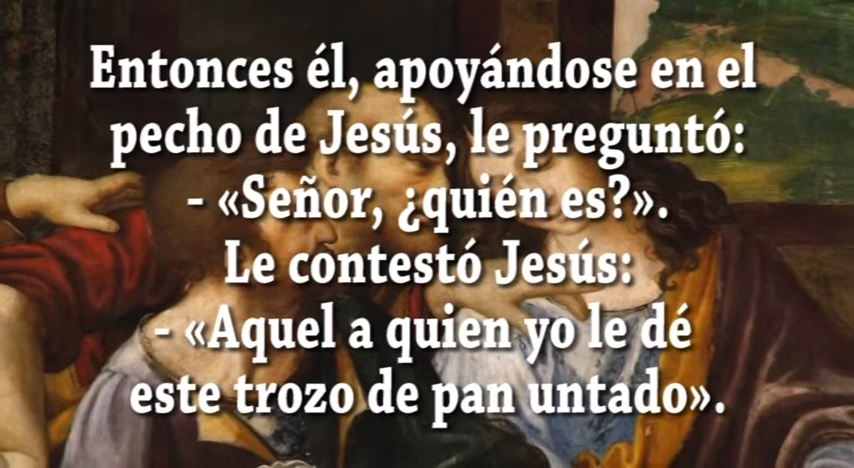 Entonces él, apoyándose en el
pecho de Jesús, le preguntó:
- «Señor, ¿quién es?».
Le contestó Jesús:
- «Aquel a quien yo le dé
este trozo de pan untado».